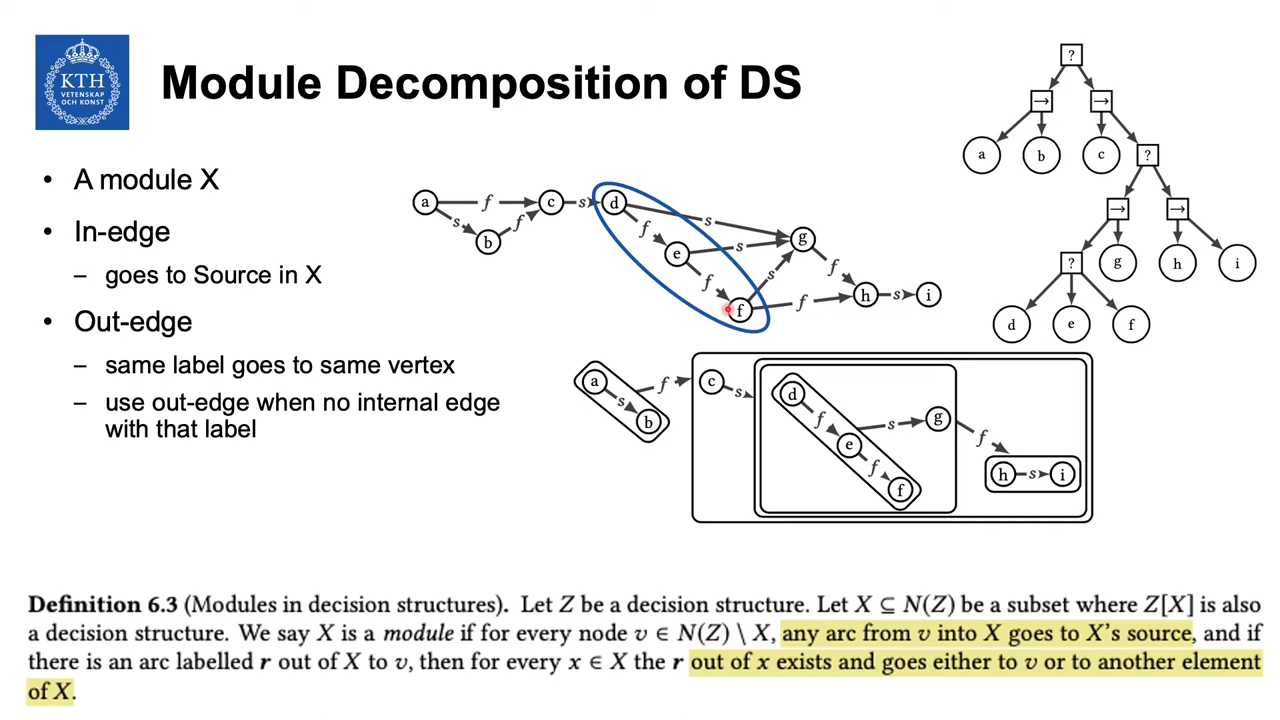 KTH
VETENSKAP
OCH KONST
Module Decomposition of DS
• A module X
• In-edge
– goes to Source in X
• Out-edge
– same label goes to same vertex
– use out-edge when no internal edge
with that label
a f c s d s g
s b f f e s f
f s
f f h s i
?
→ →
a b c ?
→ →
? g h i
d e f
a s b f c s d f e f f s g f h s i
Definition 6.3 (Modules in decision structures). Let Z be a decision structure. Let X ⊆ N(Z) be a subset where Z[X] is also
a decision structure. We say X is a module if for every node v ∈ N(Z) \ X, any arc from v into X goes to X's source, and if
there is an arc labelled r out of X to v, then for every x ∈ X the r out of x exists and goes either to v or to another element
of X.